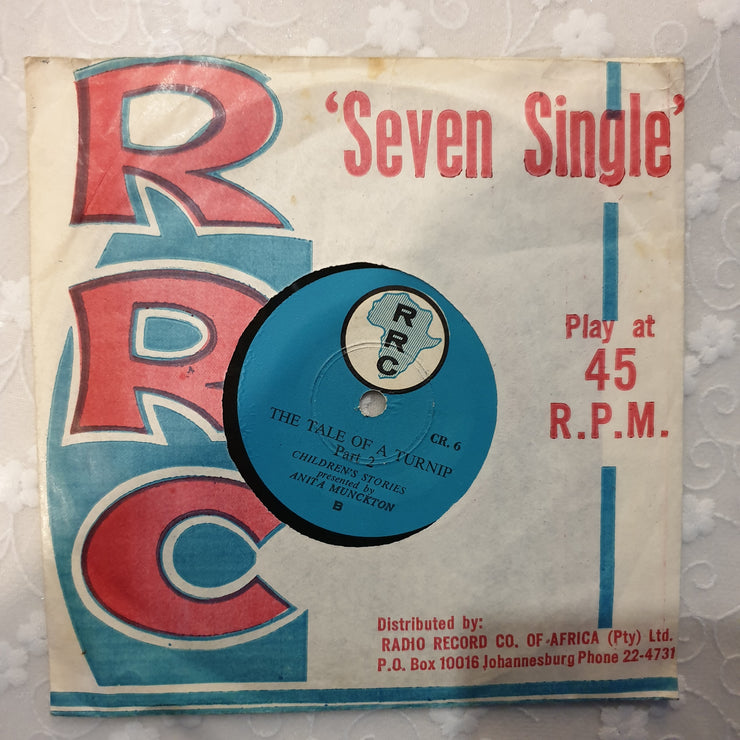 RRC
'Seven Single'
Play at
45
R.P.M.
RRC
CR. 6
THE TALE OF A TURNIP
Part 2
CHILDREN'S STORIES
presented by
ANITA MUNCKTON
B
Distributed by:
RADIO RECORD CO. OF AFRICA (Pty) Ltd.
P.O. Box 10016 Johannesburg Phone 22-4731